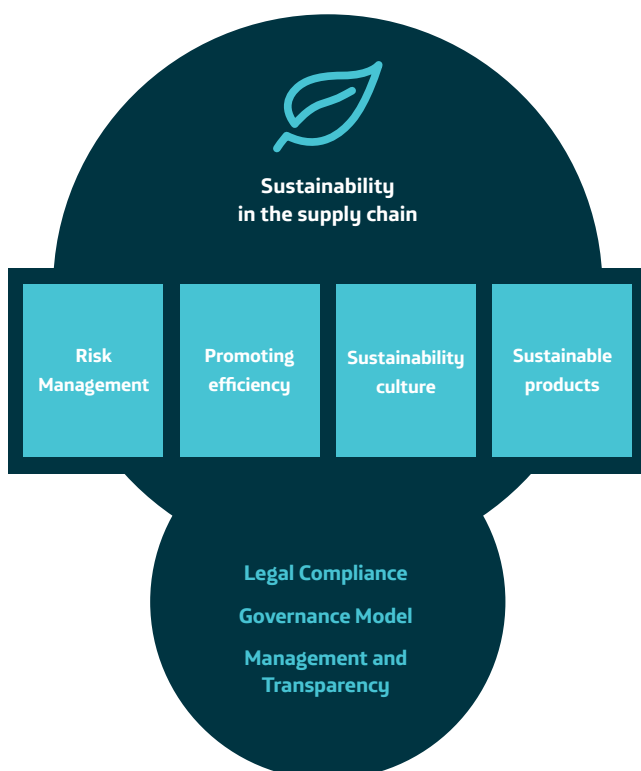 Sustainability
in the supply chain
Risk
Management
Promoting
efficiency
Sustainability
culture
Sustainable
products
Legal Compliance
Governance Model
Management and
Transparency